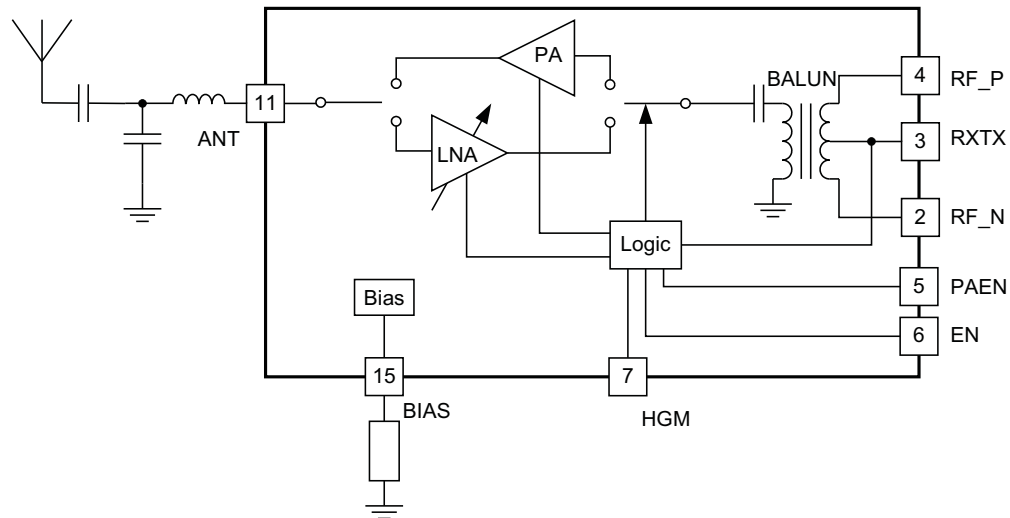 PA
BALUN
4 RF_P
11
ANT
LNA
3 RXTX
2 RF_N
Logic
5 PAEN
Bias
6 EN
15
BIAS
7
HGM